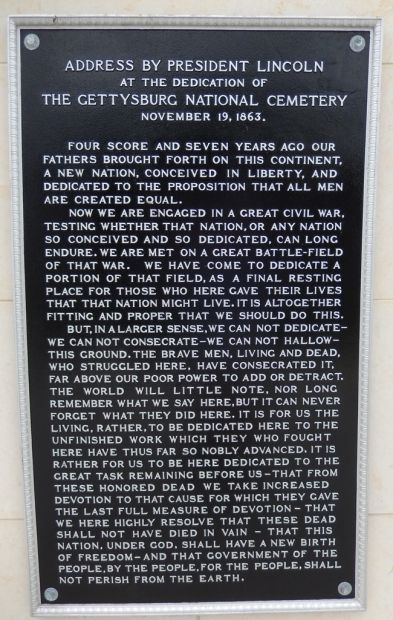 ADDRESS BY PRESIDENT LINCOLN
AT THE DEDICATION OF
THE GETTYSBURG NATIONAL CEMETERY
NOVEMBER 19, 1863.
FOUR SCORE AND SEVEN YEARS AGO OUR
FATHERS BROUGHT FORTH ON THIS CONTINENT,
A NEW NATION, CONCEIVED IN LIBERTY, AND
DEDICATED TO THE PROPOSITION THAT ALL MEN
ARE CREATED EQUAL.
NOW WE ARE ENGAGED IN A GREAT CIVIL WAR,
TESTING WHETHER THAT NATION, OR ANY NATION
SO CONCEIVED AND SO DEDICATED, CAN LONG
ENDURE. WE ARE MET ON A GREAT BATTLE-FIELD
OF THAT WAR. WE HAVE COME TO DEDICATE A
PORTION OF THAT FIELD, AS A FINAL RESTING
PLACE FOR THOSE WHO HERE GAVE THEIR LIVES
THAT THAT NATION MIGHT LIVE. IT IS ALTOGETHER
FITTING AND PROPER THAT WE SHOULD DO THIS.
BUT, IN A LARGER SENSE, WE CAN NOT DEDICATE—
WE CAN NOT CONSECRATE—WE CAN NOT HALLOW—
THIS GROUND. THE BRAVE MEN, LIVING AND DEAD,
WHO STRUGGLED HERE, HAVE CONSECRATED IT,
FAR ABOVE OUR POOR POWER TO ADD OR DETRACT.
THE WORLD WILL LITTLE NOTE, NOR LONG
REMEMBER WHAT WE SAY HERE, BUT IT CAN NEVER
FORGET WHAT THEY DID HERE. IT IS FOR US THE
LIVING, RATHER, TO BE DEDICATED HERE TO THE
UNFINISHED WORK WHICH THEY WHO FOUGHT
HERE HAVE THUS FAR SO NOBLY ADVANCED. IT IS
RATHER FOR US TO BE HERE DEDICATED TO THE
GREAT TASK REMAINING BEFORE US—THAT FROM
THESE HONORED DEAD WE TAKE INCREASED
DEVOTION TO THAT CAUSE FOR WHICH THEY GAVE
THE LAST FULL MEASURE OF DEVOTION — THAT
WE HERE HIGHLY RESOLVE THAT THESE DEAD
SHALL NOT HAVE DIED IN VAIN — THAT THIS
NATION, UNDER GOD, SHALL HAVE A NEW BIRTH
OF FREEDOM—AND THAT GOVERNMENT OF THE
PEOPLE, BY THE PEOPLE, FOR THE PEOPLE, SHALL
NOT PERISH FROM THE EARTH.